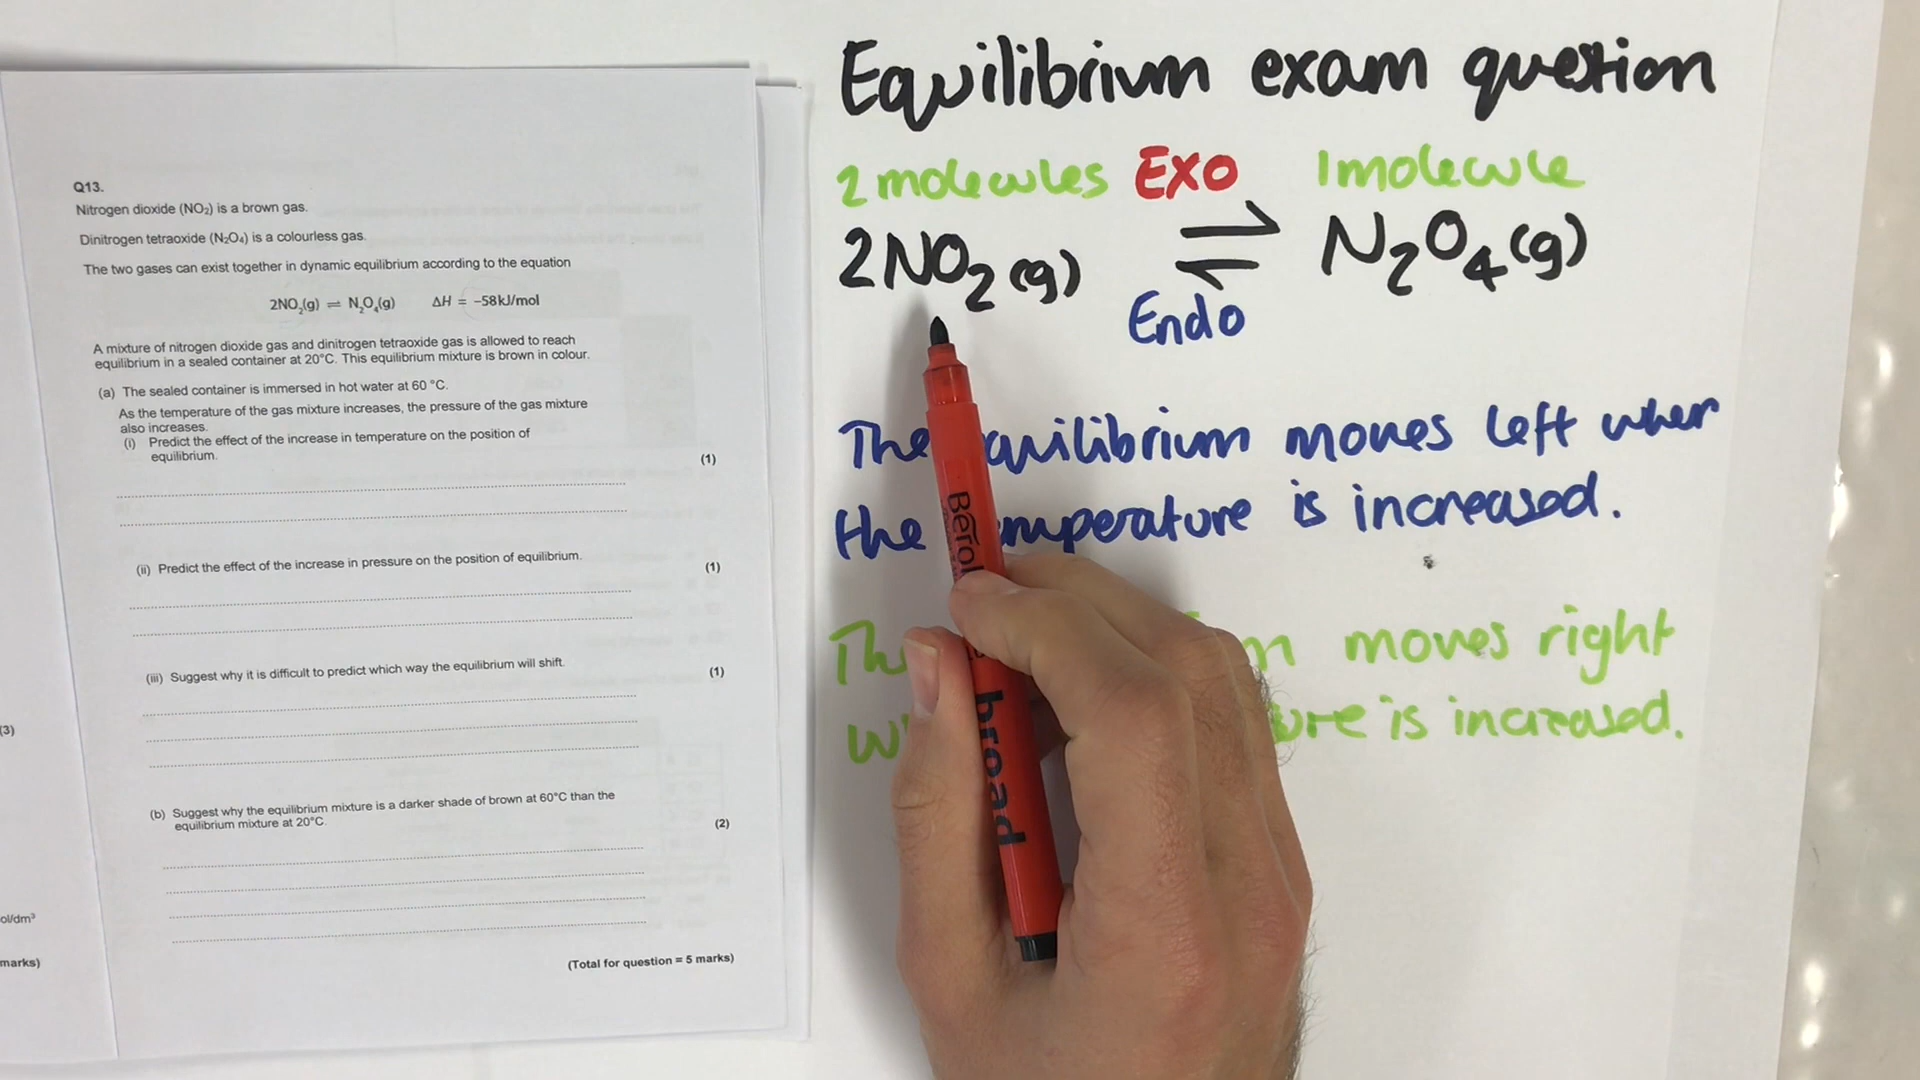 Q13.
Nitrogen dioxide (NO₂) is a brown gas.
Dinitrogen tetraoxide (N₂O₄) is a colourless gas.
The two gases can exist together in dynamic equilibrium according to the equation
2NO₂(g) ⇌ N₂O₄(g) ΔH = −58kJ/mol
A mixture of nitrogen dioxide gas and dinitrogen tetraoxide gas is allowed to reach
equilibrium in a sealed container at 20°C. This equilibrium mixture is brown in colour.
(a) The sealed container is immersed in hot water at 60 °C.
As the temperature of the gas mixture increases, the pressure of the gas mixture
also increases.
(i) Predict the effect of the increase in temperature on the position of
equilibrium.
(1)
(ii) Predict the effect of the increase in pressure on the position of equilibrium.
(1)
(iii) Suggest why it is difficult to predict which way the equilibrium will shift.
(1)
(b) Suggest why the equilibrium mixture is a darker shade of brown at 60°C than the
equilibrium mixture at 20°C.
(2)
(Total for question = 5 marks)
(3)
ol/dm³
marks)
Equilibrium exam question
2 molecules EXO 1 molecule
2NO₂(g) ⇌ N₂O₄(g)
Endo
The quilibrium moves left when
the mperature is increased.
moves right
ure is increased.
Berol
broad